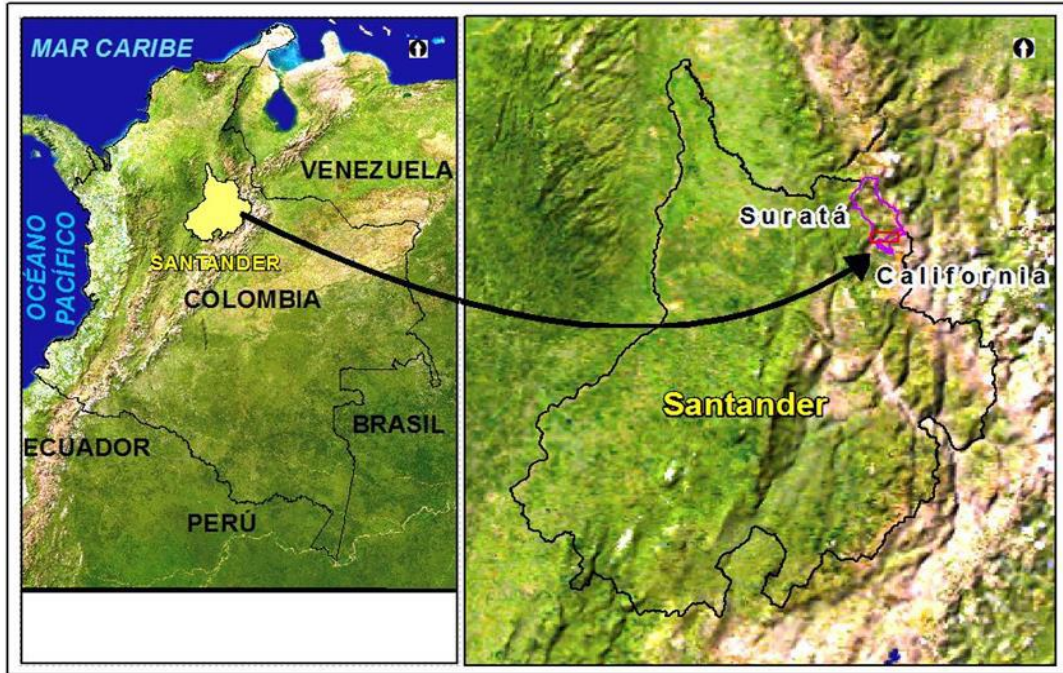 MAR CARIBE
VENEZUELA
OCÉANO
PACÍFICO
SANTANDER
COLOMBIA
BRASIL
ECUADOR
PERÚ
Suratá
California
Santander